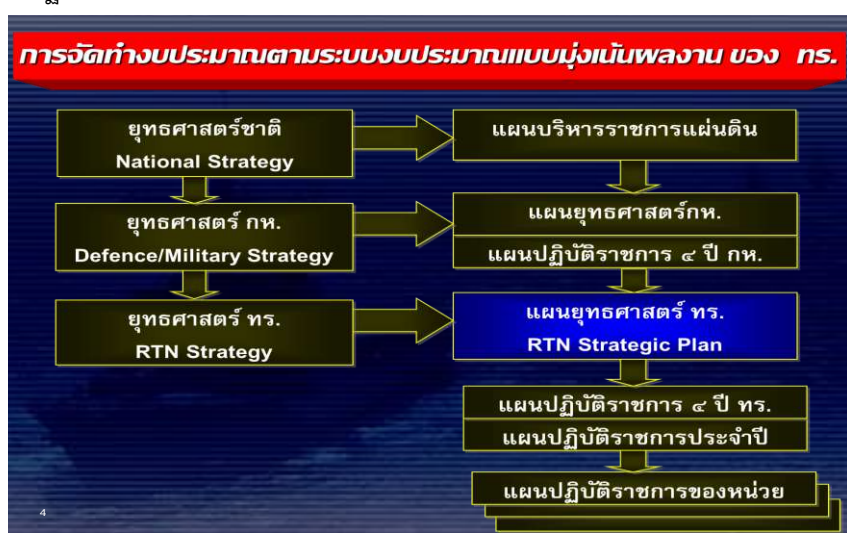 การจัดทำงบประมาณตามระบบงบประมาณแบบมุ่งเน้นผลงาน ของ ทร.
ยุทธศาสตร์ชาติ
National Strategy
แผนบริหารราชการแผ่นดิน
ยุทธศาสตร์ กห.
Defence/Military Strategy
แผนยุทธศาสตร์กห.
แผนปฏิบัติราชการ ๔ ปี กห.
ยุทธศาสตร์ ทร.
RTN Strategy
แผนยุทธศาสตร์ ทร.
RTN Strategic Plan
แผนปฏิบัติราชการ ๔ ปี ทร.
แผนปฏิบัติราชการประจำปี
แผนปฏิบัติราชการของหน่วย
4